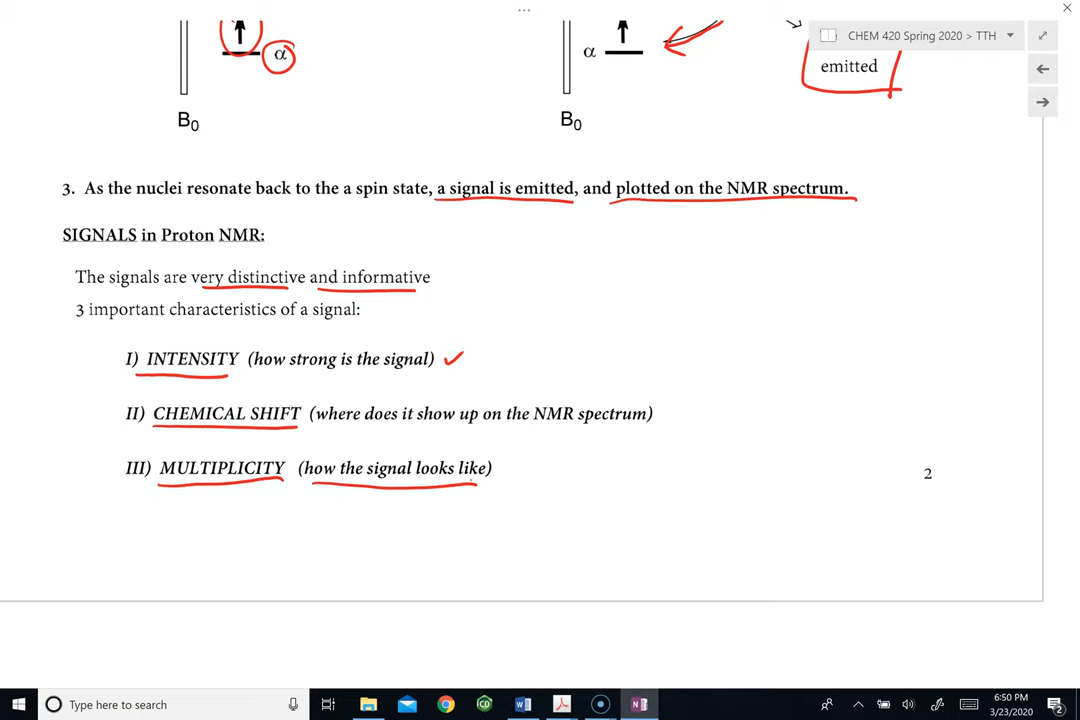 α
α
B0
B0
emitted
CHEM 420 Spring 2020 > TTH
3. As the nuclei resonate back to the a spin state, a signal is emitted, and plotted on the NMR spectrum.
SIGNALS in Proton NMR:
The signals are very distinctive and informative
3 important characteristics of a signal:
I) INTENSITY (how strong is the signal)
II) CHEMICAL SHIFT (where does it show up on the NMR spectrum)
III) MULTIPLICITY (how the signal looks like)
2
Type here to search
CD
W
N
6:50 PM
3/23/2020
2